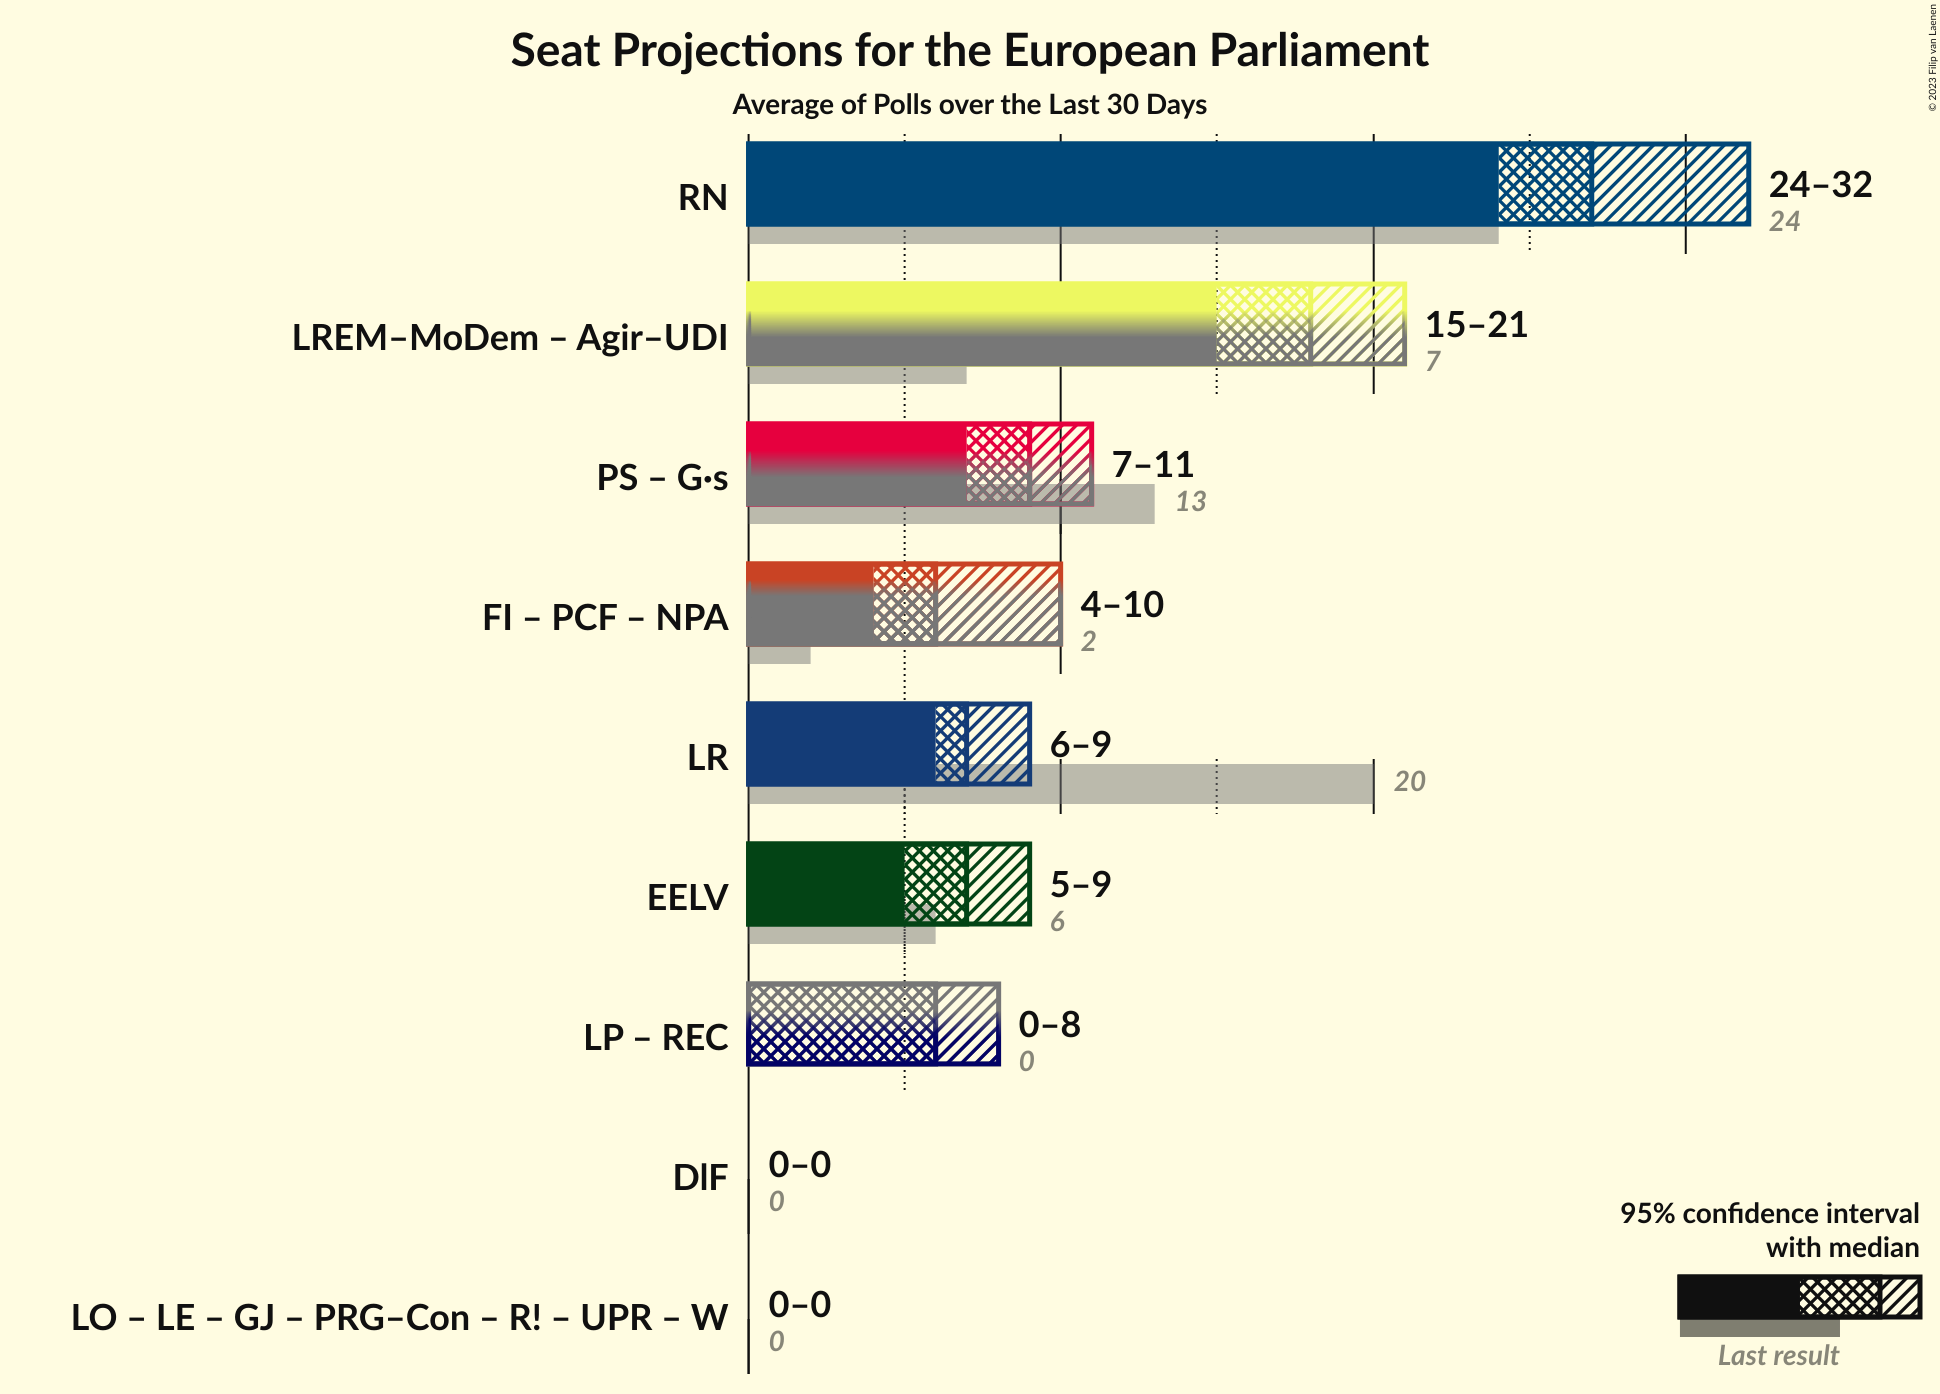 Seat Projections for the European Parliament
Average of Polls over the Last 30 Days
© 2023 Filip van Laenen
RN
24–32
24
LREM–MoDem – Agir–UDI
15–21
7
PS – G·s
7–11
13
FI – PCF – NPA
4–10
2
LR
6–9
20
EELV
5–9
6
LP – REC
0–8
0
DIF
0–0
0
LO – LE – GJ – PRG–Con – R! – UPR – W
0–0
0
95% confidence interval
with median
Last result